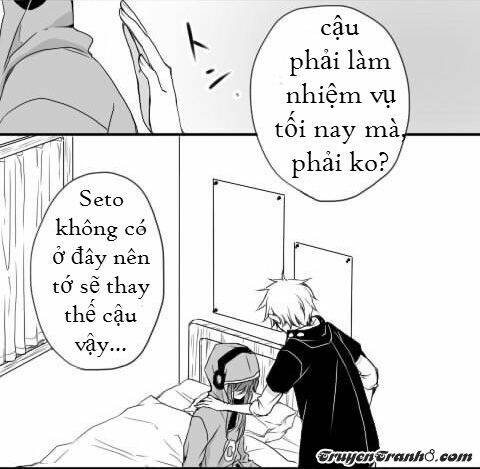 cậu
phải làm
nhiệm vụ
tối nay mà,
phải ko?
Seto
không có
ở đây nên
tớ sẽ thay
thế cậu
vậy...
TruyenTranh8.com